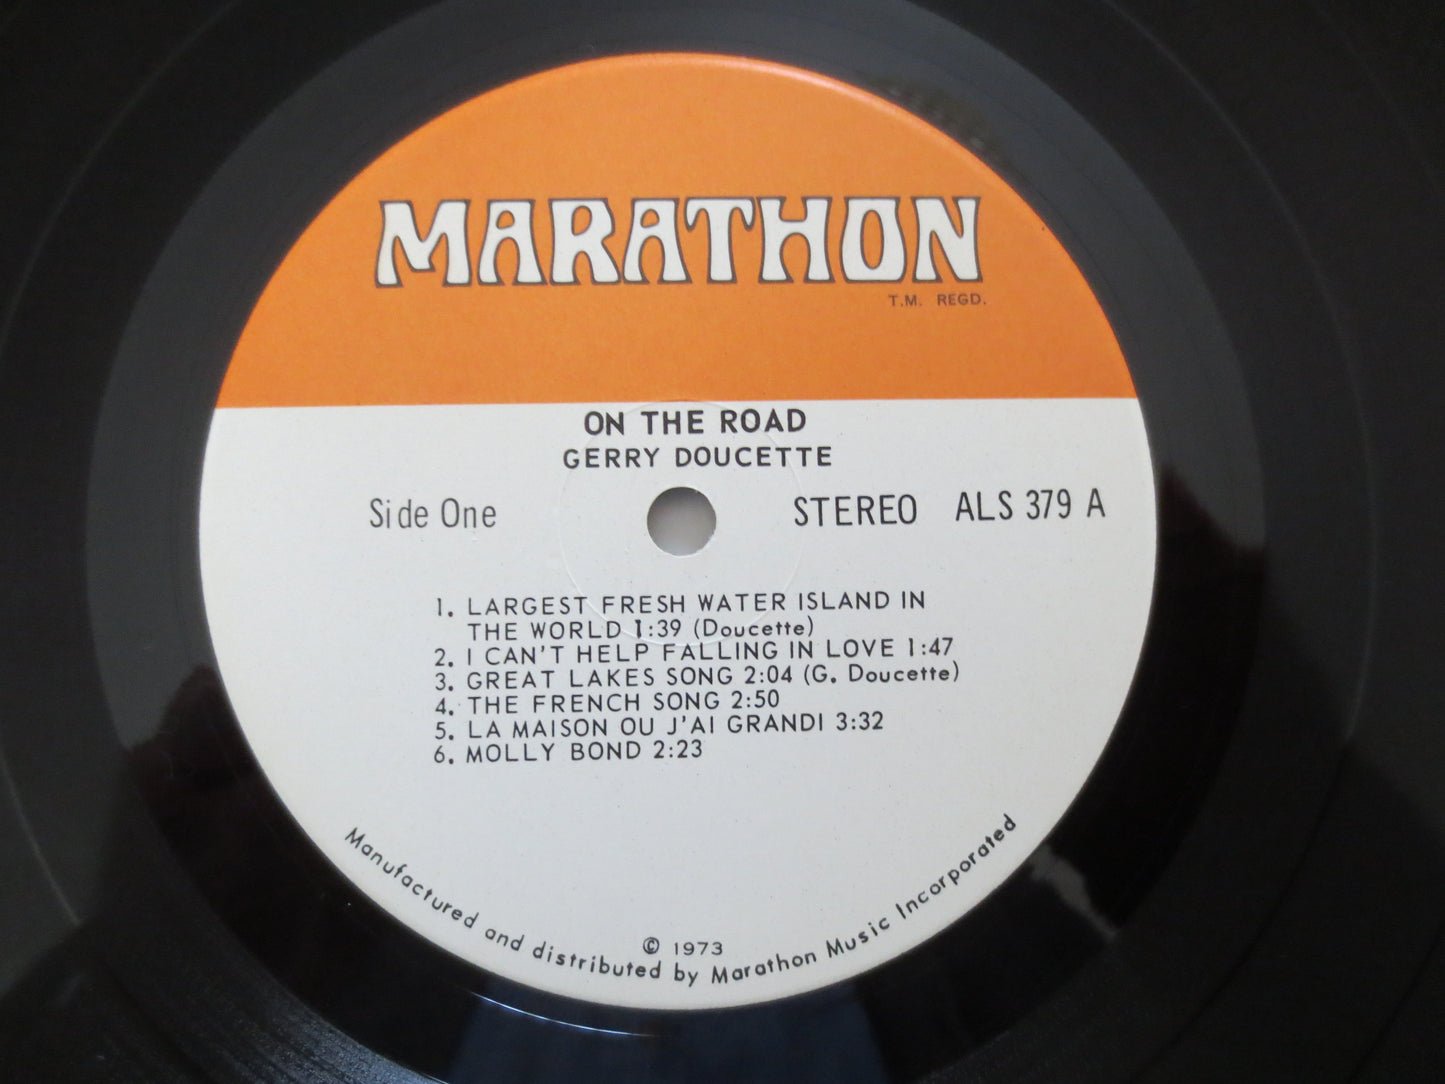 MARATHON
T.M. REGD.
ON THE ROAD
GERRY DOUCETTE
Side One
STEREO ALS 379 A
1. LARGEST FRESH WATER ISLAND IN
THE WORLD 1:39 (Doucette)
2. I CAN'T HELP FALLING IN LOVE 1:47
3. GREAT LAKES SONG 2:04 (G. Doucette)
4. THE FRENCH SONG 2:50
5. LA MAISON OU J'AI GRANDI 3:32
6. MOLLY BOND 2:23
© 1973
Manufactured and distributed by Marathon Music Incorporated